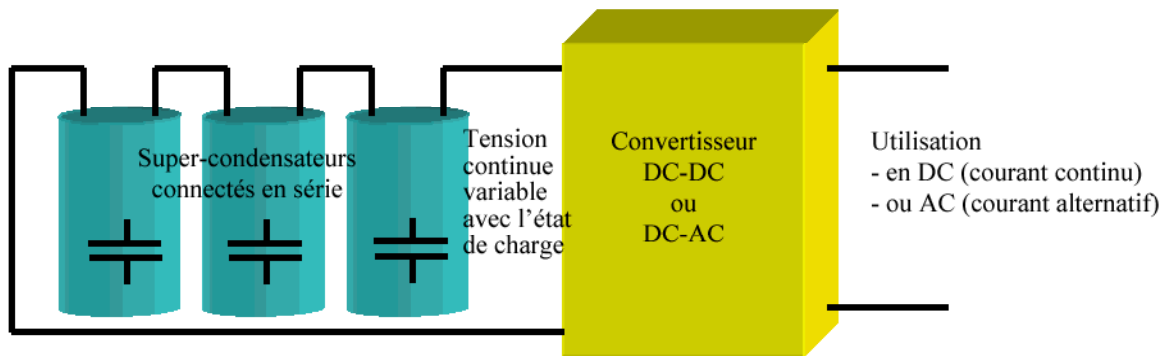 Super-condensateurs
connectés en série
Tension
continue
variable
avec l'état
de charge
Convertisseur
DC-DC
ou
DC-AC
Utilisation
- en DC (courant continu)
- ou AC (courant alternatif)